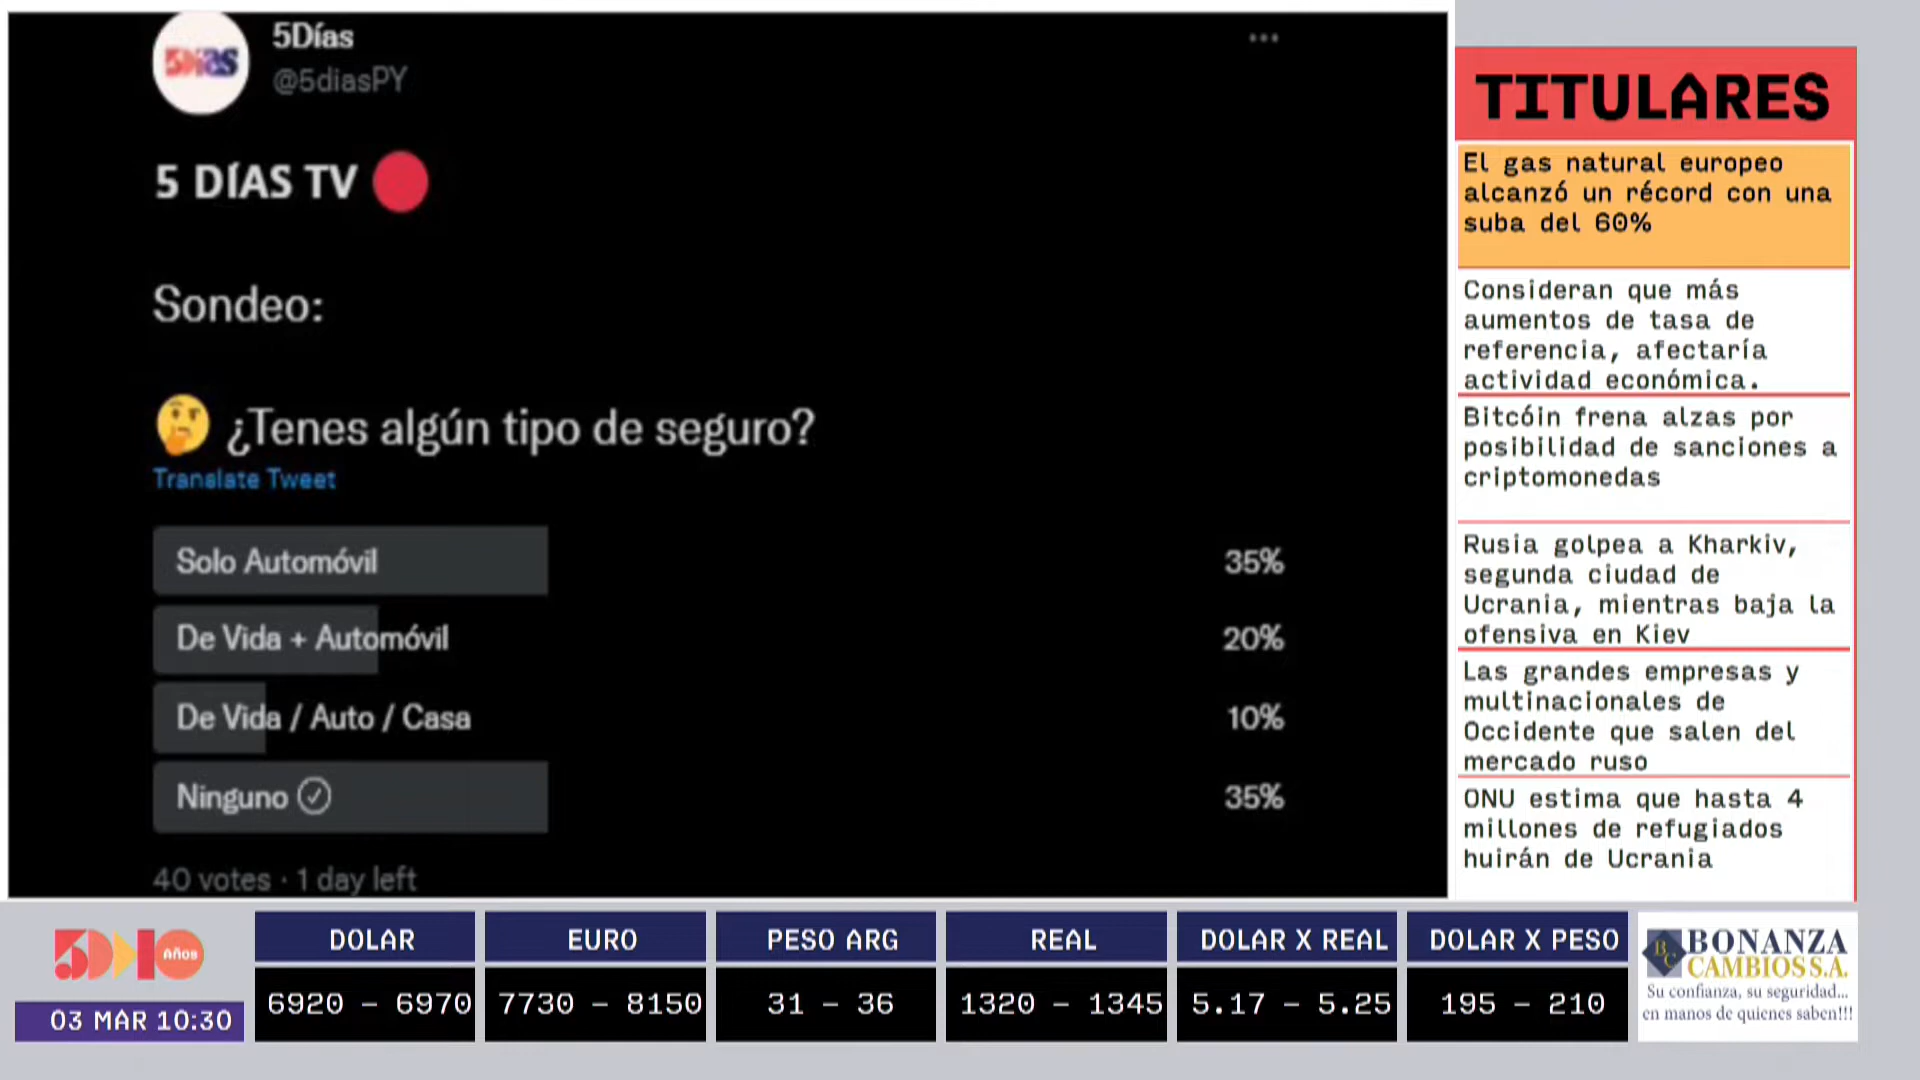 5Días
5Días
@5diasPY
5 DÍAS TV
Sondeo:
¿Tenes algún tipo de seguro?
Translate Tweet
Solo Automóvil 35%
De Vida + Automóvil 20%
De Vida / Auto / Casa 10%
Ninguno 35%
40 votes · 1 day left
TITULARES
El gas natural europeo
alcanzó un récord con una
suba del 60%
Consideran que más
aumentos de tasa de
referencia, afectaría
actividad económica.
Bitcóin frena alzas por
posibilidad de sanciones a
criptomonedas
Rusia golpea a Kharkiv,
segunda ciudad de
Ucrania, mientras baja la
ofensiva en Kiev
Las grandes empresas y
multinacionales de
Occidente que salen del
mercado ruso
ONU estima que hasta 4
millones de refugiados
huirán de Ucrania
5D 10 Años
03 MAR 10:30
DOLAR
6920 - 6970
EURO
7730 - 8150
PESO ARG
31 - 36
REAL
1320 - 1345
DOLAR X REAL
5.17 - 5.25
DOLAR X PESO
195 - 210
BC
BONANZA
CAMBIOS S.A.
Su confianza, su seguridad...
en manos de quienes saben!!!